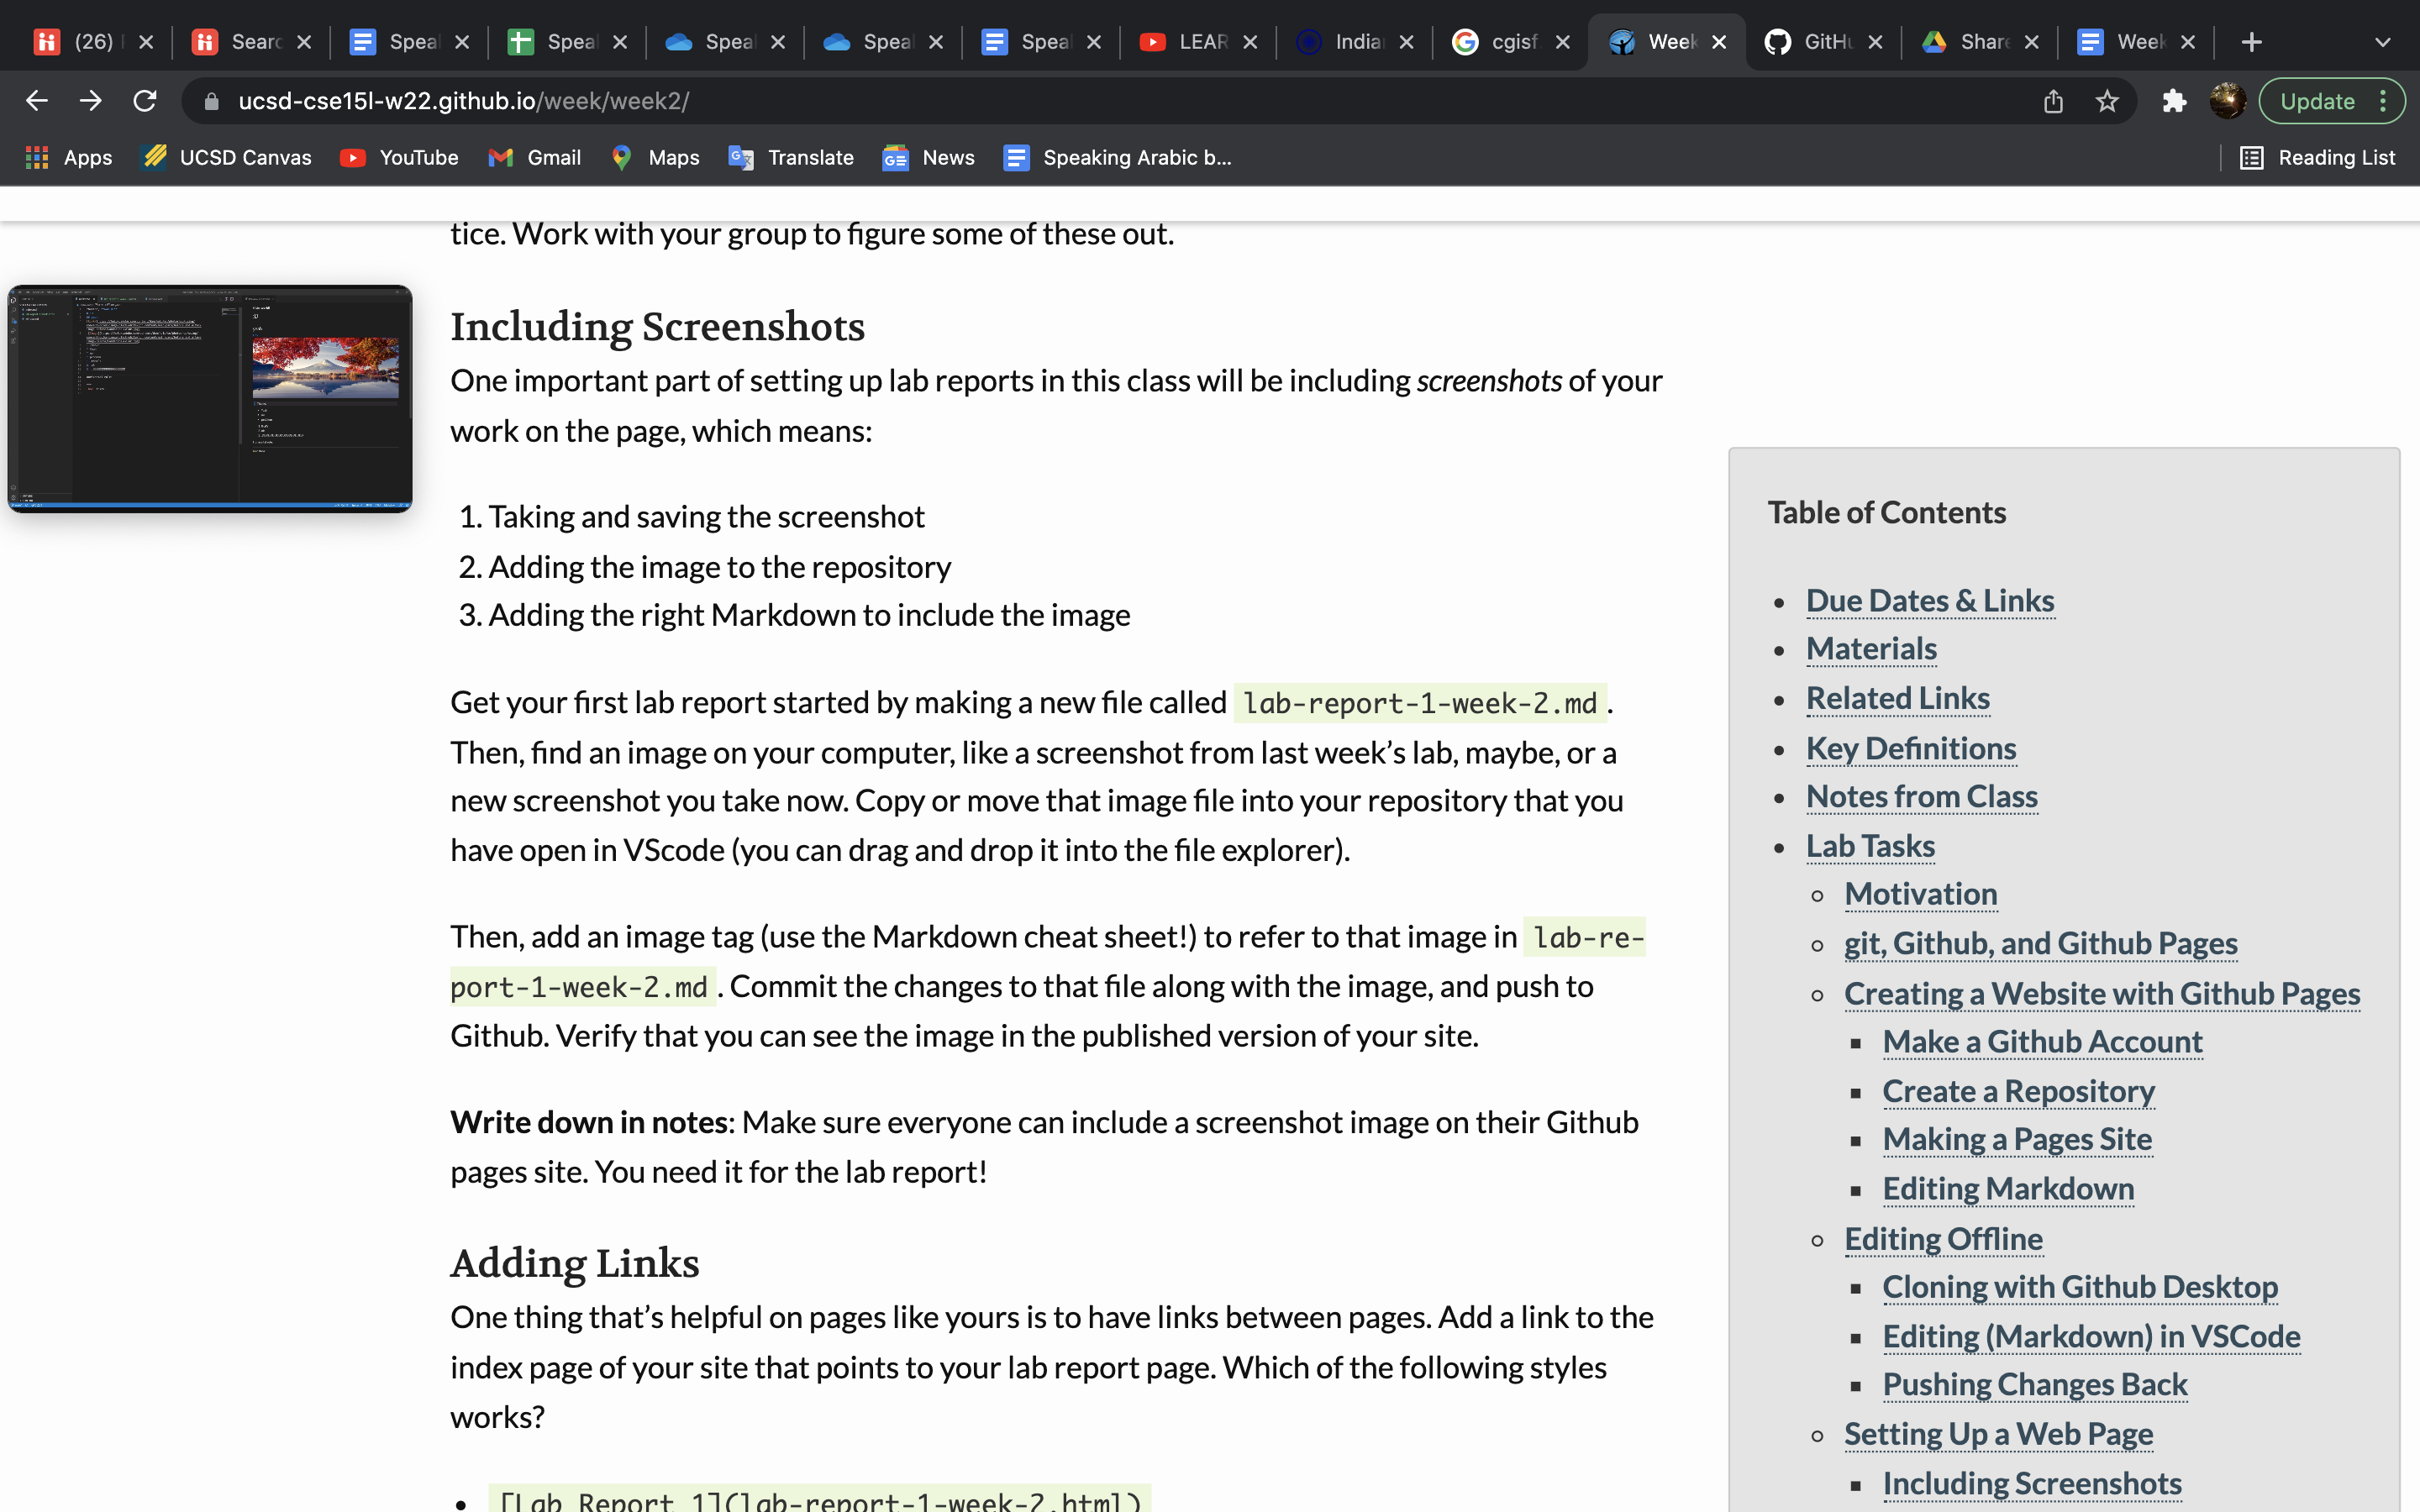 (26)
Searc
Speal
Speal
Speal
Speal
Speal
LEAR
Indian
cgisf
Week
GitHu
Share
Week
ucsd-cse15l-w22.github.io/week/week2/
Update
Apps
UCSD Canvas
YouTube
Gmail
Maps
Translate
News
Speaking Arabic b...
Reading List
tice. Work with your group to figure some of these out.
Including Screenshots
One important part of setting up lab reports in this class will be including screenshots of your
work on the page, which means:
1. Taking and saving the screenshot
2. Adding the image to the repository
3. Adding the right Markdown to include the image
Get your first lab report started by making a new file called lab-report-1-week-2.md.
Then, find an image on your computer, like a screenshot from last week’s lab, maybe, or a
new screenshot you take now. Copy or move that image file into your repository that you
have open in VScode (you can drag and drop it into the file explorer).
Then, add an image tag (use the Markdown cheat sheet!) to refer to that image in lab-re-
port-1-week-2.md. Commit the changes to that file along with the image, and push to
Github. Verify that you can see the image in the published version of your site.
Write down in notes: Make sure everyone can include a screenshot image on their Github
pages site. You need it for the lab report!
Adding Links
One thing that’s helpful on pages like yours is to have links between pages. Add a link to the
index page of your site that points to your lab report page. Which of the following styles
works?
• [Lab Report 1](lab-report-1-week-2.html)
Table of Contents
• Due Dates & Links
• Materials
• Related Links
• Key Definitions
• Notes from Class
• Lab Tasks
◦ Motivation
◦ git, Github, and Github Pages
◦ Creating a Website with Github Pages
▪ Make a Github Account
▪ Create a Repository
▪ Making a Pages Site
▪ Editing Markdown
◦ Editing Offline
▪ Cloning with Github Desktop
▪ Editing (Markdown) in VSCode
▪ Pushing Changes Back
◦ Setting Up a Web Page
▪ Including Screenshots